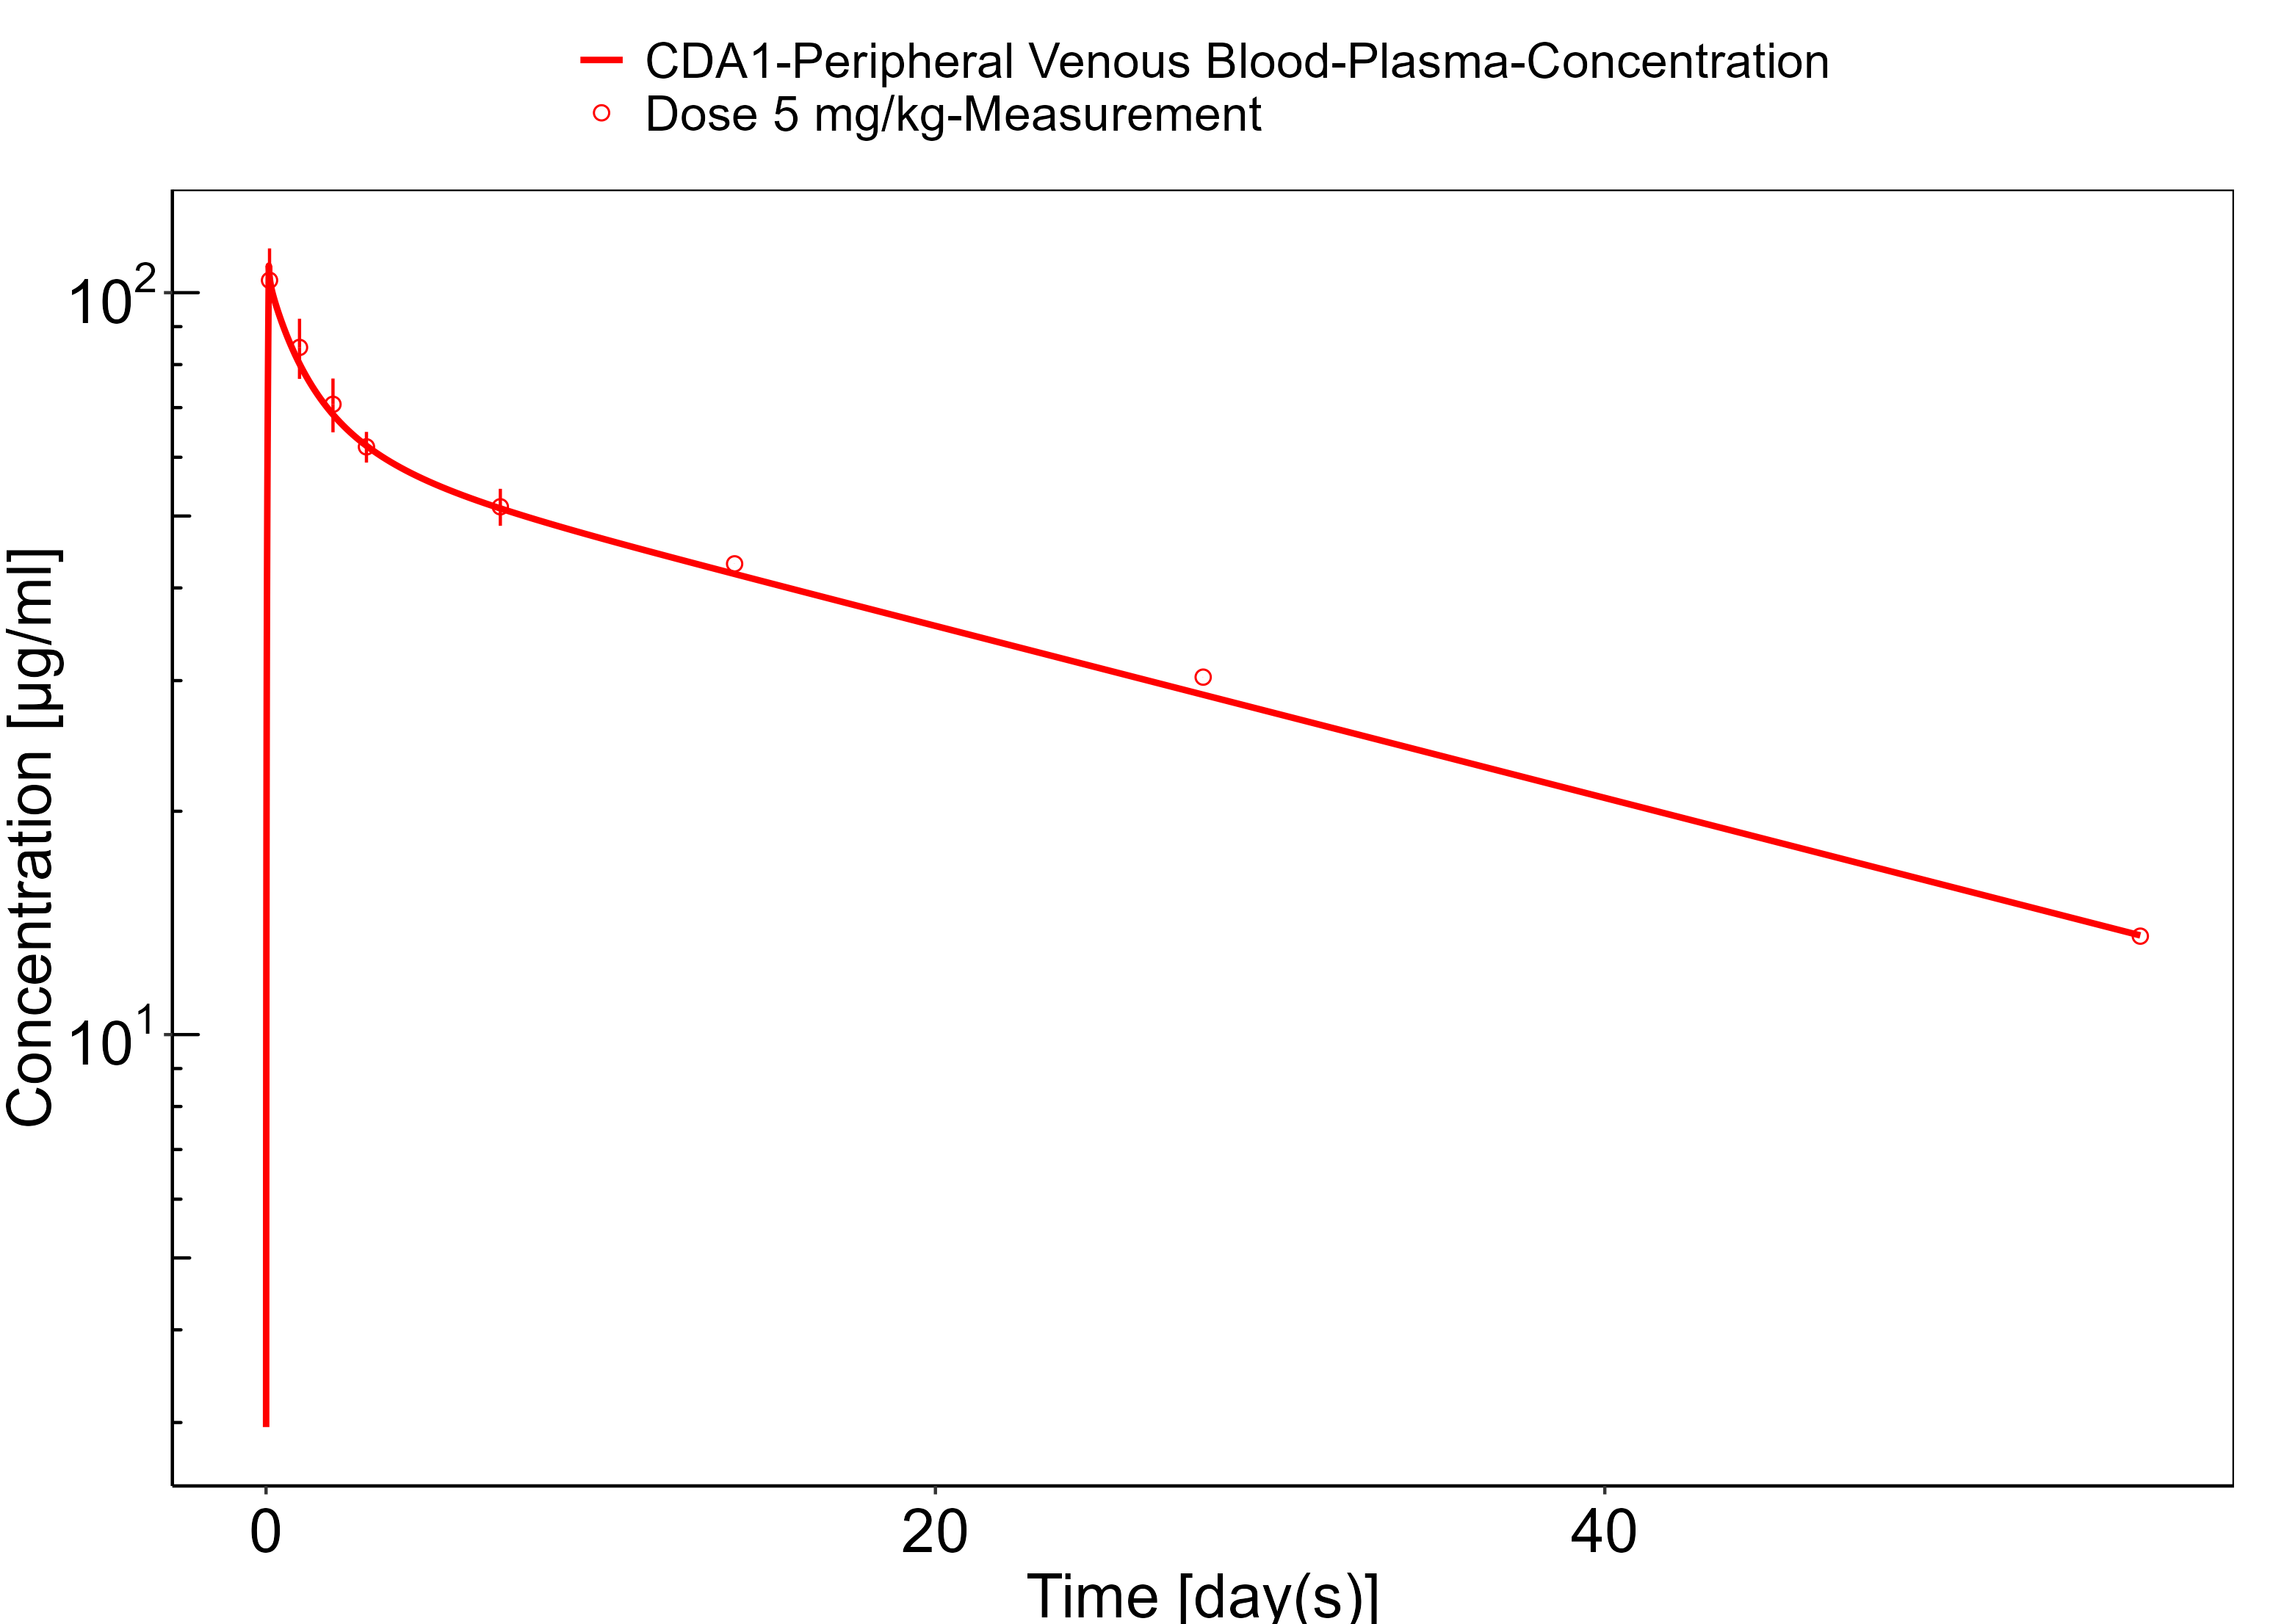 CDA1-Peripheral Venous Blood-Plasma-Concentration
Dose 5 mg/kg-Measurement
10²
10¹
Concentration [µg/ml]
0 20 40
Time [day(s)]